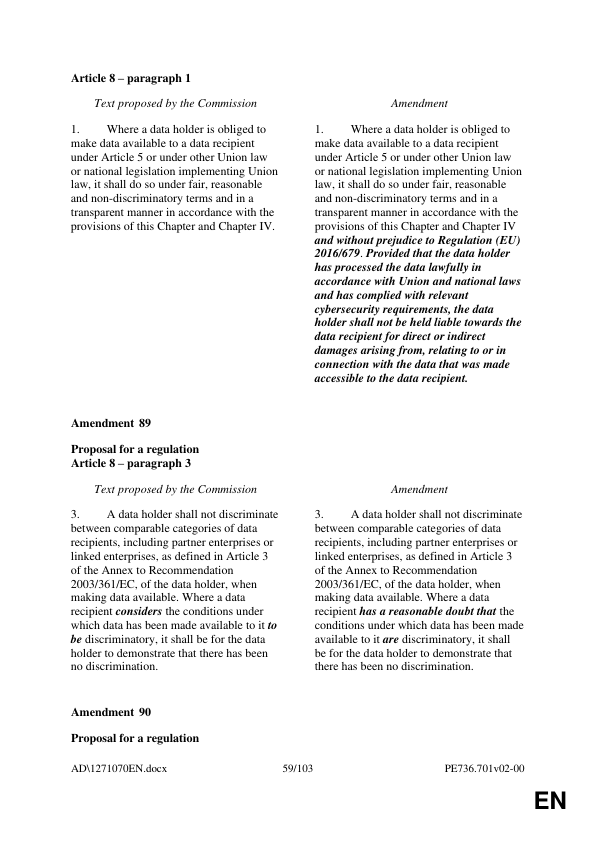 Article 8 – paragraph 1
Text proposed by the Commission
1. Where a data holder is obliged to
make data available to a data recipient
under Article 5 or under other Union law
or national legislation implementing Union
law, it shall do so under fair, reasonable
and non-discriminatory terms and in a
transparent manner in accordance with the
provisions of this Chapter and Chapter IV.
Amendment
1. Where a data holder is obliged to
make data available to a data recipient
under Article 5 or under other Union law
or national legislation implementing Union
law, it shall do so under fair, reasonable
and non-discriminatory terms and in a
transparent manner in accordance with the
provisions of this Chapter and Chapter IV
and without prejudice to Regulation (EU)
2016/679. Provided that the data holder
has processed the data lawfully in
accordance with Union and national laws
and has complied with relevant
cybersecurity requirements, the data
holder shall not be held liable towards the
data recipient for direct or indirect
damages arising from, relating to or in
connection with the data that was made
accessible to the data recipient.
Amendment 89
Proposal for a regulation
Article 8 – paragraph 3
Text proposed by the Commission
3. A data holder shall not discriminate
between comparable categories of data
recipients, including partner enterprises or
linked enterprises, as defined in Article 3
of the Annex to Recommendation
2003/361/EC, of the data holder, when
making data available. Where a data
recipient considers the conditions under
which data has been made available to it to
be discriminatory, it shall be for the data
holder to demonstrate that there has been
no discrimination.
Amendment
3. A data holder shall not discriminate
between comparable categories of data
recipients, including partner enterprises or
linked enterprises, as defined in Article 3
of the Annex to Recommendation
2003/361/EC, of the data holder, when
making data available. Where a data
recipient has a reasonable doubt that the
conditions under which data has been made
available to it are discriminatory, it shall
be for the data holder to demonstrate that
there has been no discrimination.
Amendment 90
Proposal for a regulation
AD\1271070EN.docx 59/103 PE736.701v02-00
EN